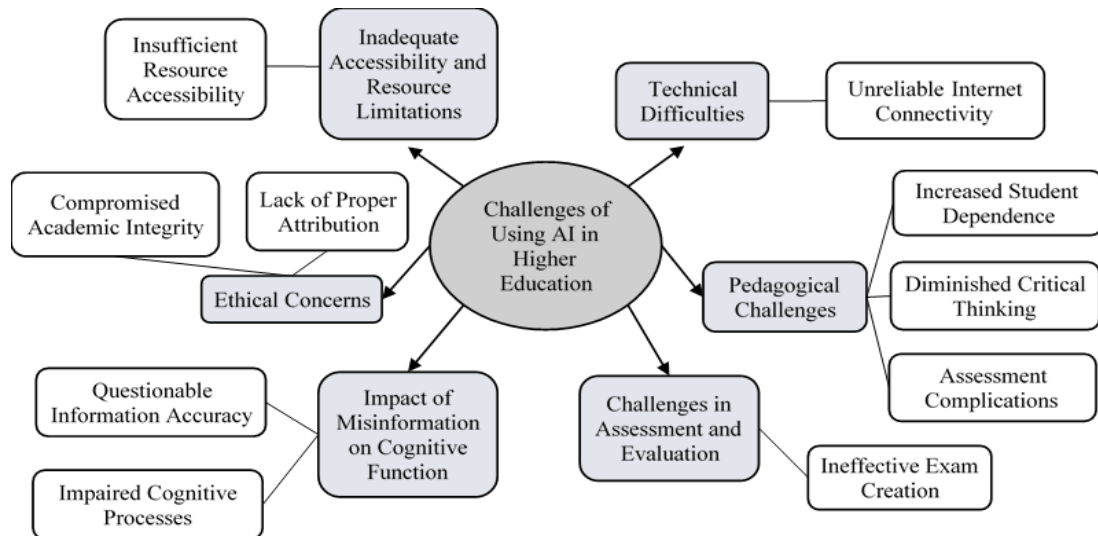 Insufficient
Resource
Accessibility
Inadequate
Accessibility and
Resource
Limitations
Technical
Difficulties
Unreliable Internet
Connectivity
Compromised
Academic Integrity
Lack of Proper
Attribution
Ethical Concerns
Challenges of
Using AI in
Higher
Education
Increased Student
Dependence
Pedagogical
Challenges
Diminished Critical
Thinking
Assessment
Complications
Questionable
Information Accuracy
Impaired Cognitive
Processes
Impact of
Misinformation
on Cognitive
Function
Challenges in
Assessment and
Evaluation
Ineffective Exam
Creation